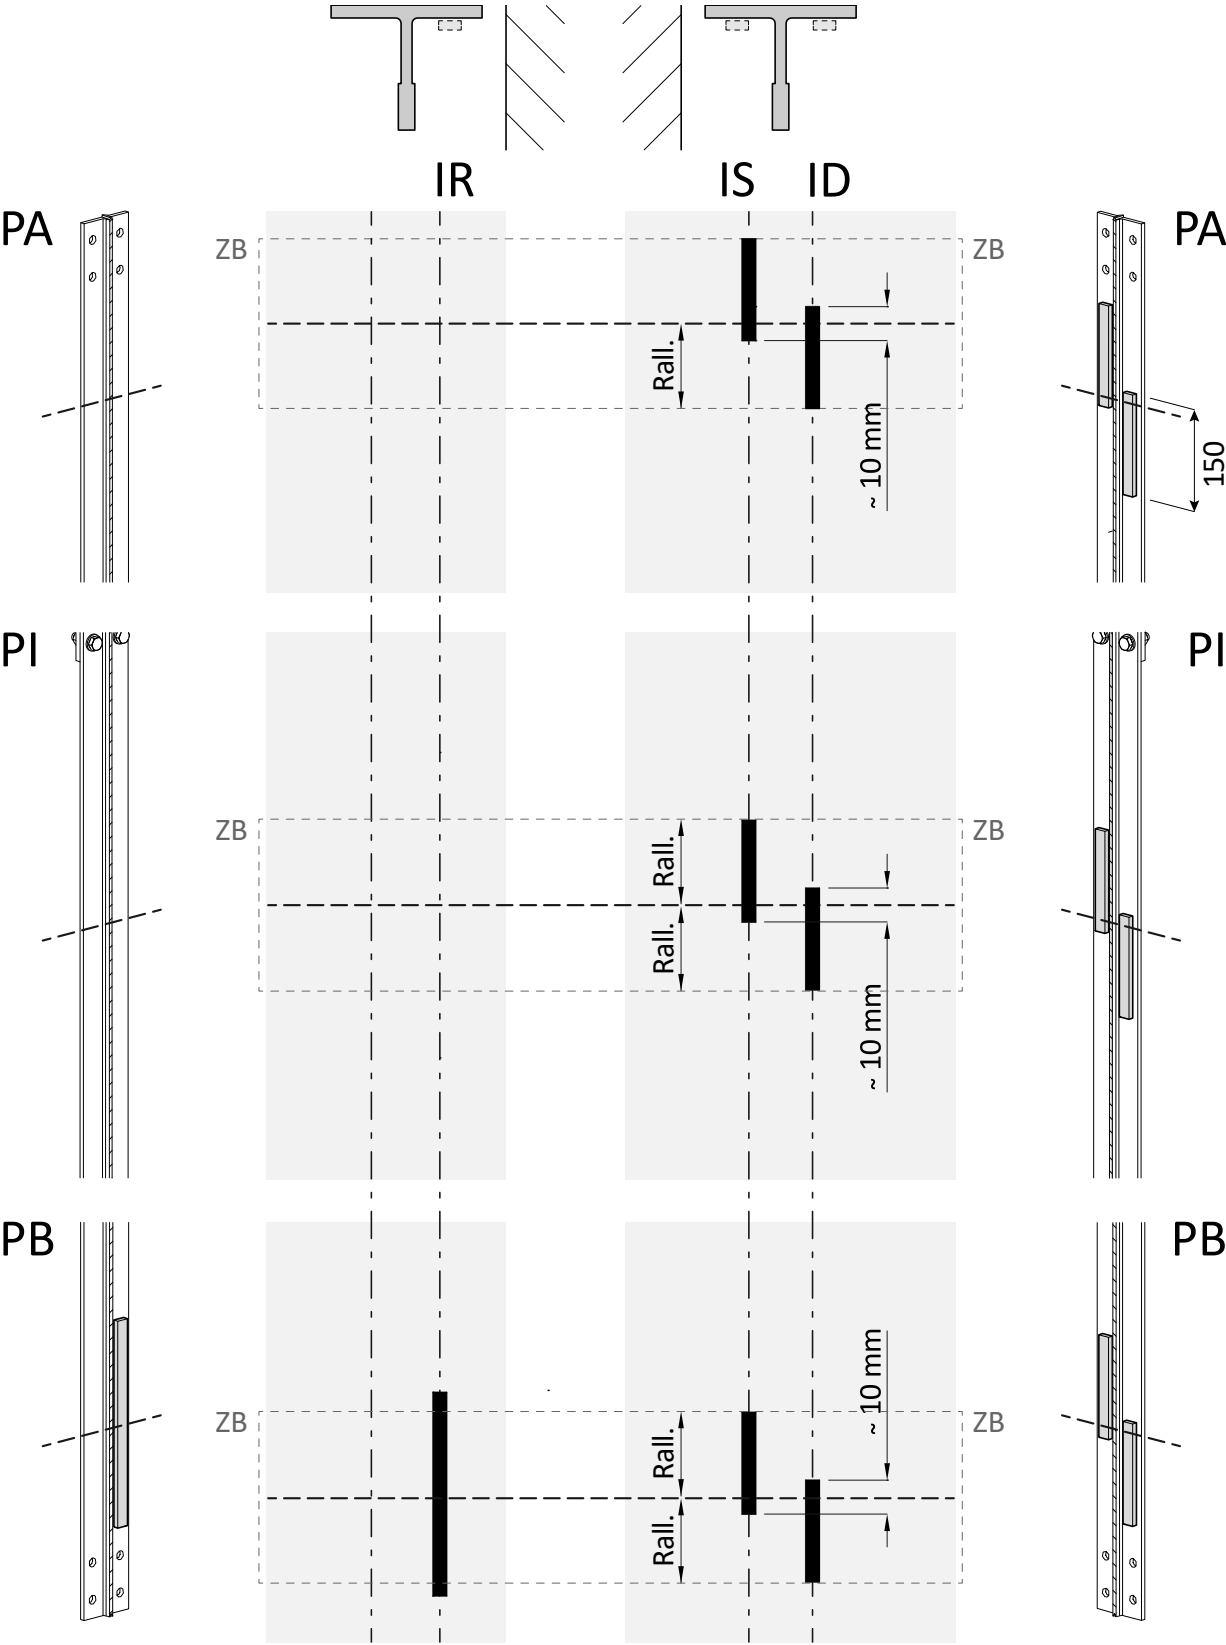 IR IS ID
PA PA
ZB ZB
Rall.
~ 10 mm
150
PI PI
ZB ZB
Rall.
Rall.
~ 10 mm
PB PB
~ 10 mm
ZB ZB
Rall.
Rall.